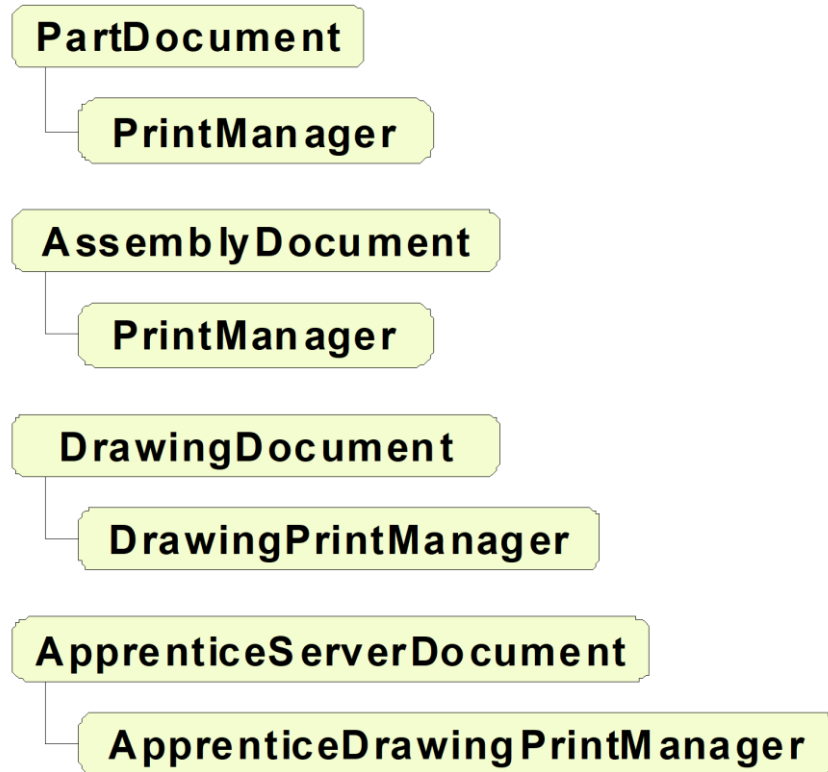 PartDocument
PrintManager
AssemblyDocument
PrintManager
DrawingDocument
DrawingPrintManager
ApprenticeServerDocument
ApprenticeDrawingPrintManager